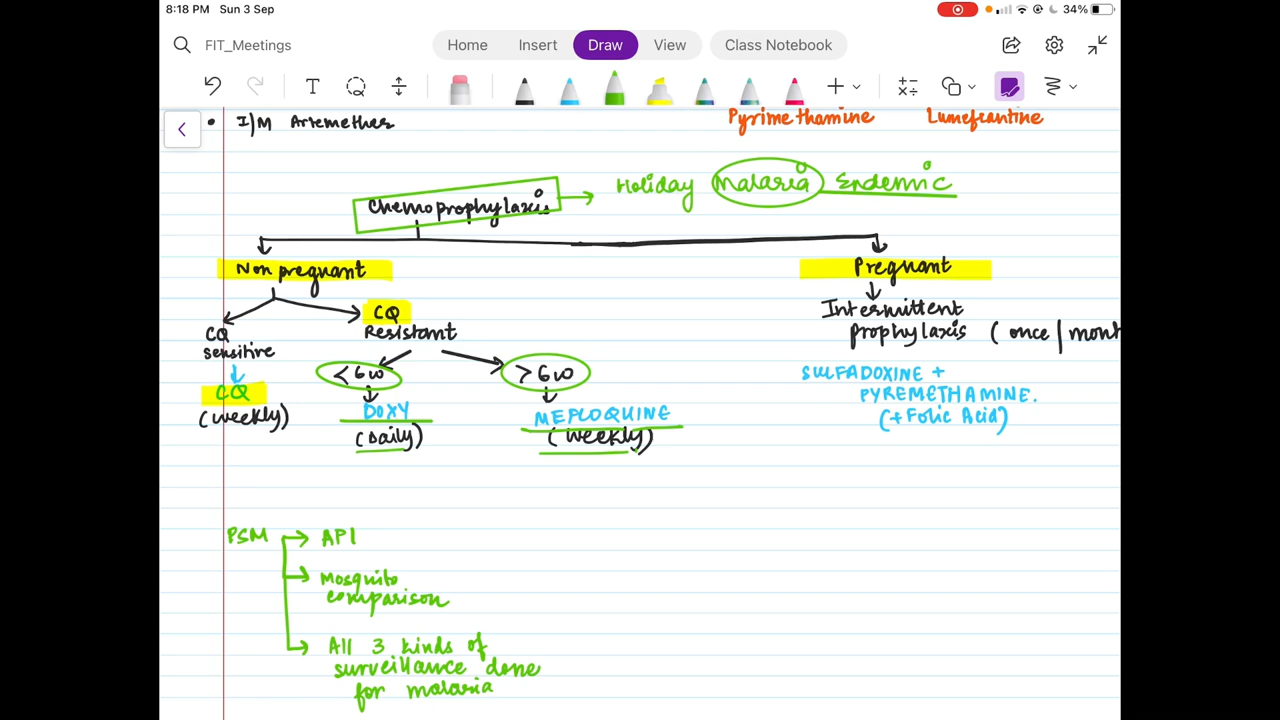 8:18 PM Sun 3 Sep
34%
FIT_Meetings
Home Insert Draw View Class Notebook
I/M Artemether
Pyrimethamine Lumefrantine
Chemoprophylaxis → Holiday Malaria Endemic
Non pregnant
Pregnant
CQ sensitive
CQ
(weekly)
CQ
Resistant
< 6w
DOXY
(Daily)
> 6w
MEFLOQUINE
(weekly)
Intermittent
prophylaxis (once/mont
SULFADOXINE +
PYREMETHAMINE.
(+ Folic Acid)
PSM → API
→ Mosquito
comparison
→ All 3 kinds of
surveillance done
for malaria